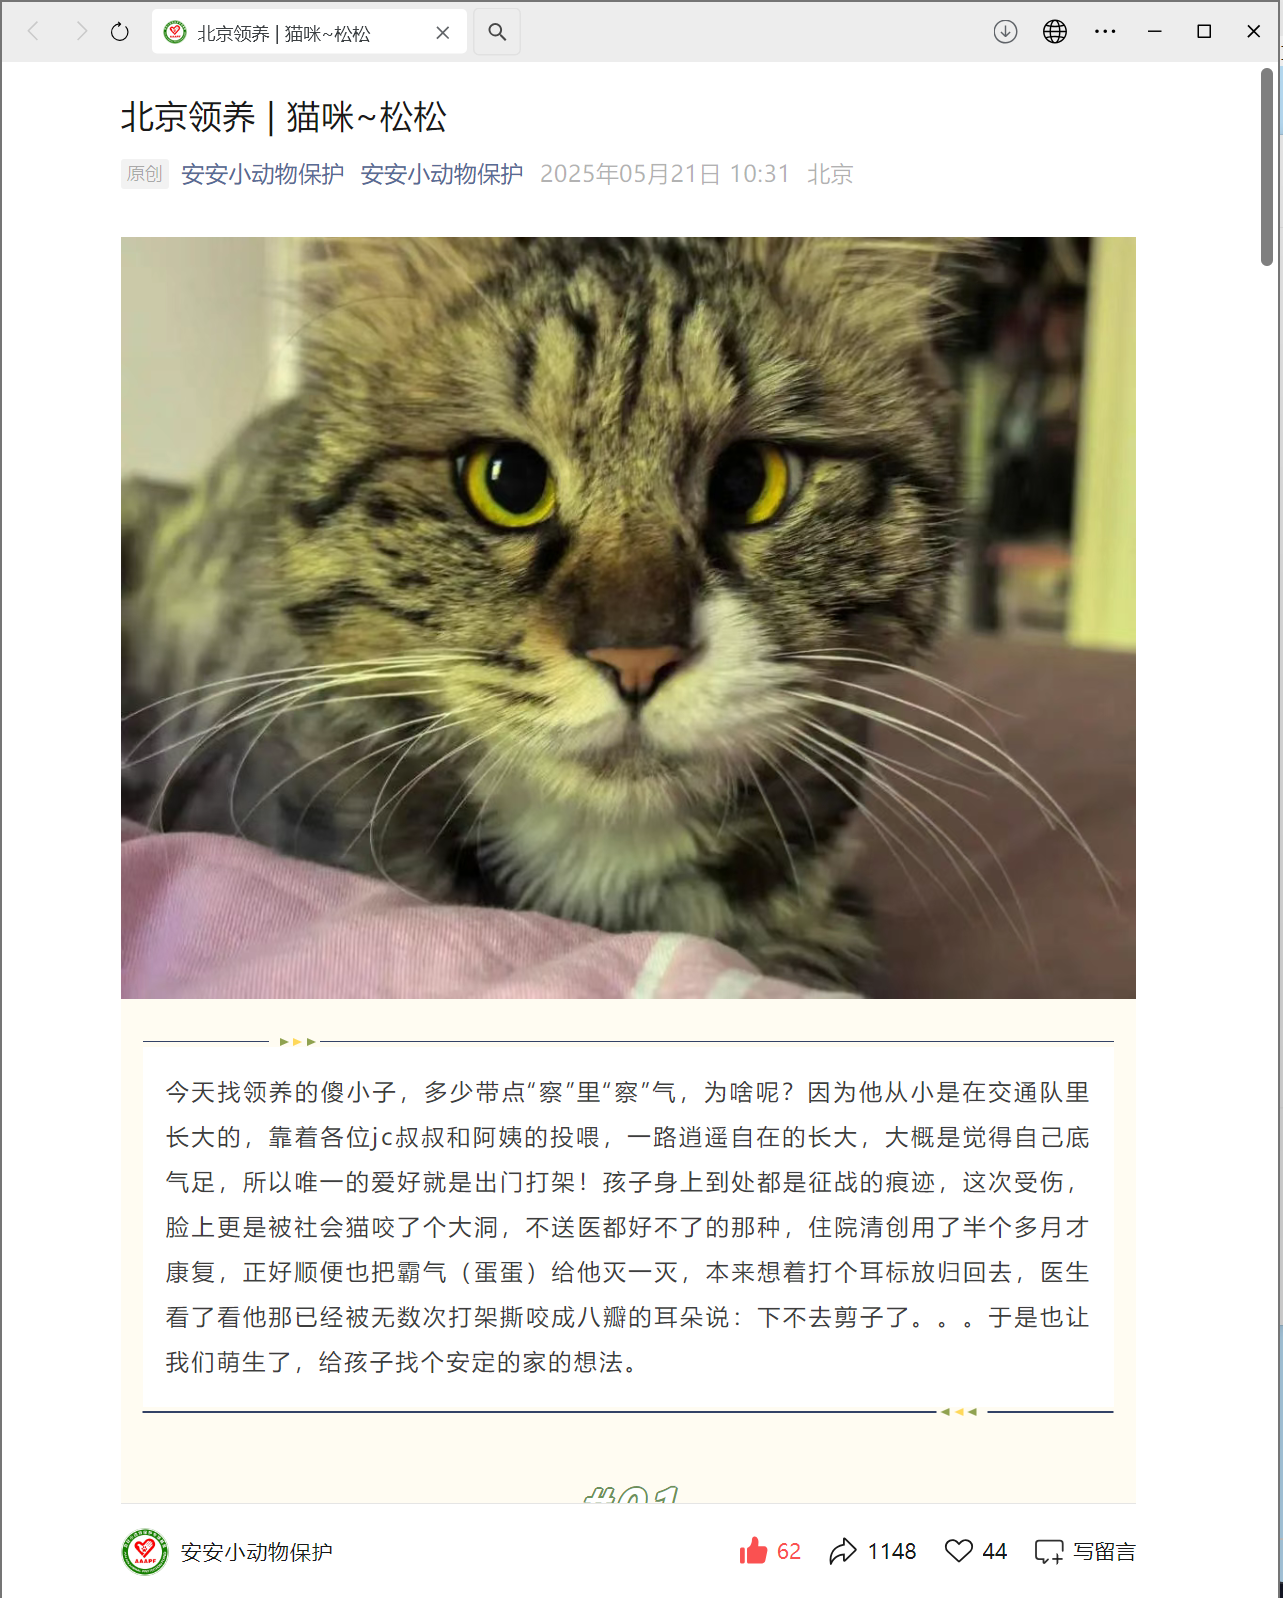 北京领养 | 猫咪~松松
北京领养 | 猫咪~松松
原创 安安小动物保护 安安小动物保护 2025年05月21日 10:31 北京
今天找领养的傻小子，多少带点“察”里“察”气，为啥呢？因为他从小是在交通队里
长大的，靠着各位jc叔叔和阿姨的投喂，一路逍遥自在的长大，大概是觉得自己底
气足，所以唯一的爱好就是出门打架！孩子身上到处都是征战的痕迹，这次受伤，
脸上更是被社会猫咬了个大洞，不送医都好不了的那种，住院清创用了半个多月才
康复，正好顺便也把霸气（蛋蛋）给他灭一灭，本来想着打个耳标放归回去，医生
看了看他那已经被无数次打架撕咬成八瓣的耳朵说：下不去剪子了。。。于是也让
我们萌生了，给孩子找个安定的家的想法。
#01
安安小动物保护 62 1148 44 写留言